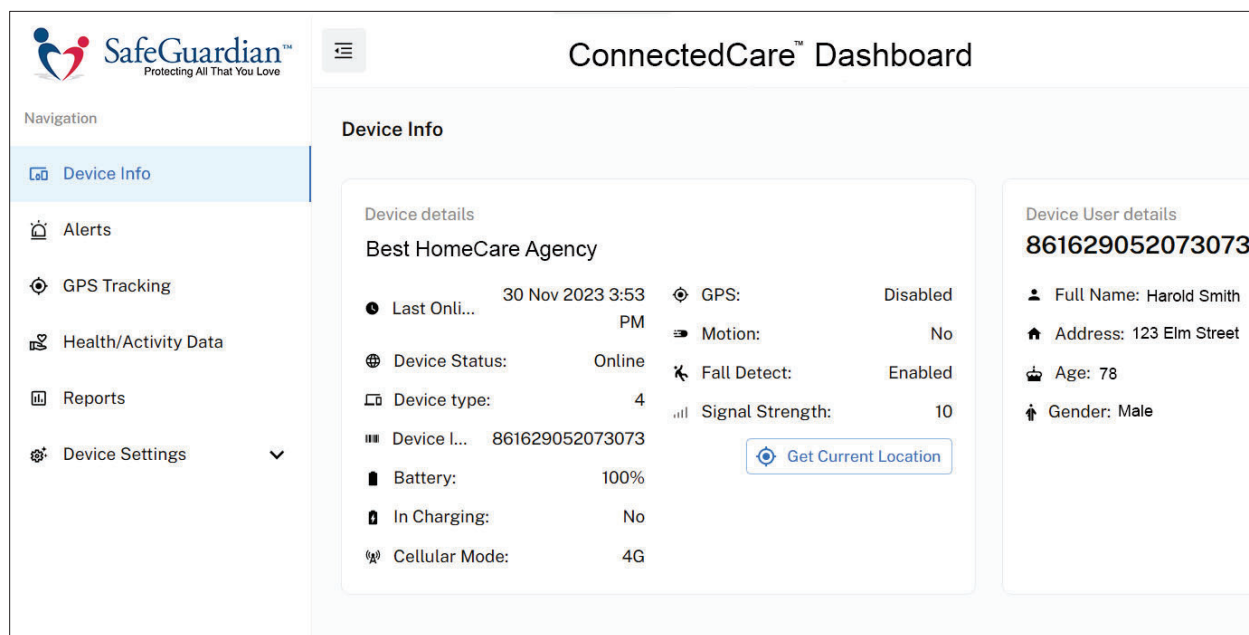 SafeGuardian™
Protecting All That You Love
ConnectedCare™ Dashboard
Navigation
Device Info
Alerts
GPS Tracking
Health/Activity Data
Reports
Device Settings
Device Info
Device details
Best HomeCare Agency
Last Onli... 30 Nov 2023 3:53
PM
Device Status: Online
Device type: 4
Device I... 861629052073073
Battery: 100%
In Charging: No
Cellular Mode: 4G
GPS: Disabled
Motion: No
Fall Detect: Enabled
Signal Strength: 10
Get Current Location
Device User details
861629052073073
Full Name: Harold Smith
Address: 123 Elm Street
Age: 78
Gender: Male